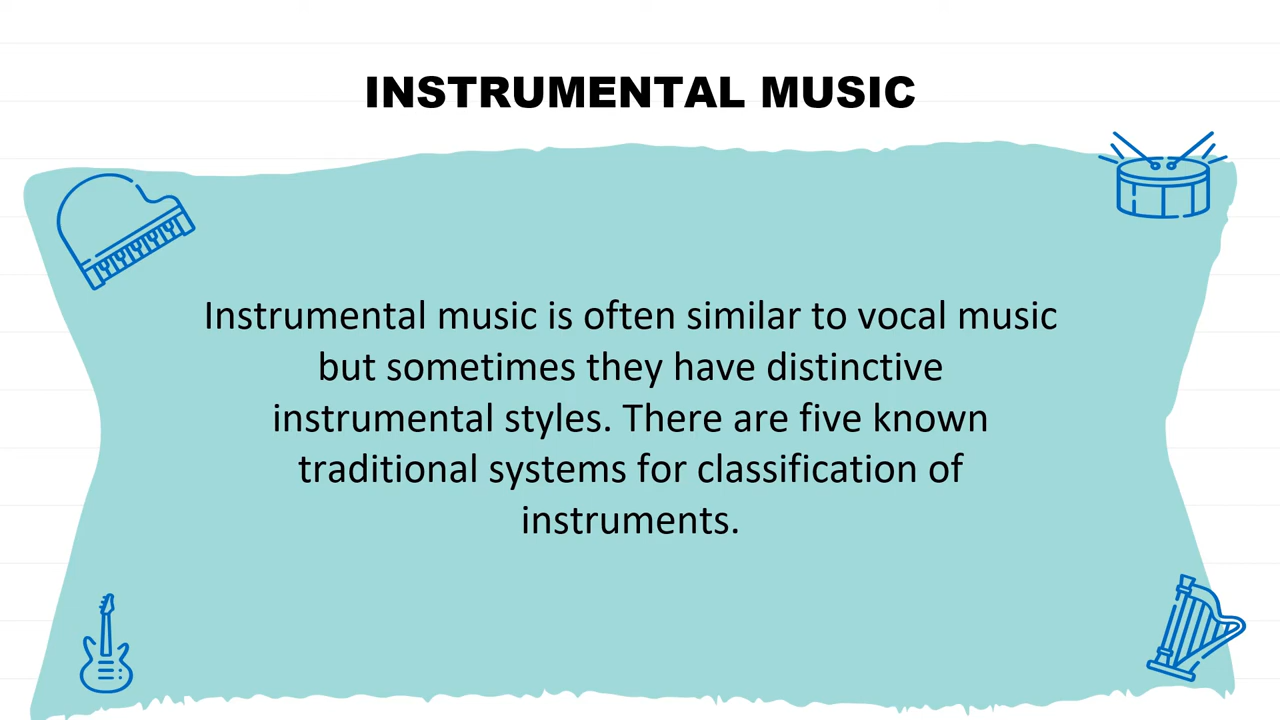 INSTRUMENTAL MUSIC
Instrumental music is often similar to vocal music
but sometimes they have distinctive
instrumental styles. There are five known
traditional systems for classification of
instruments.